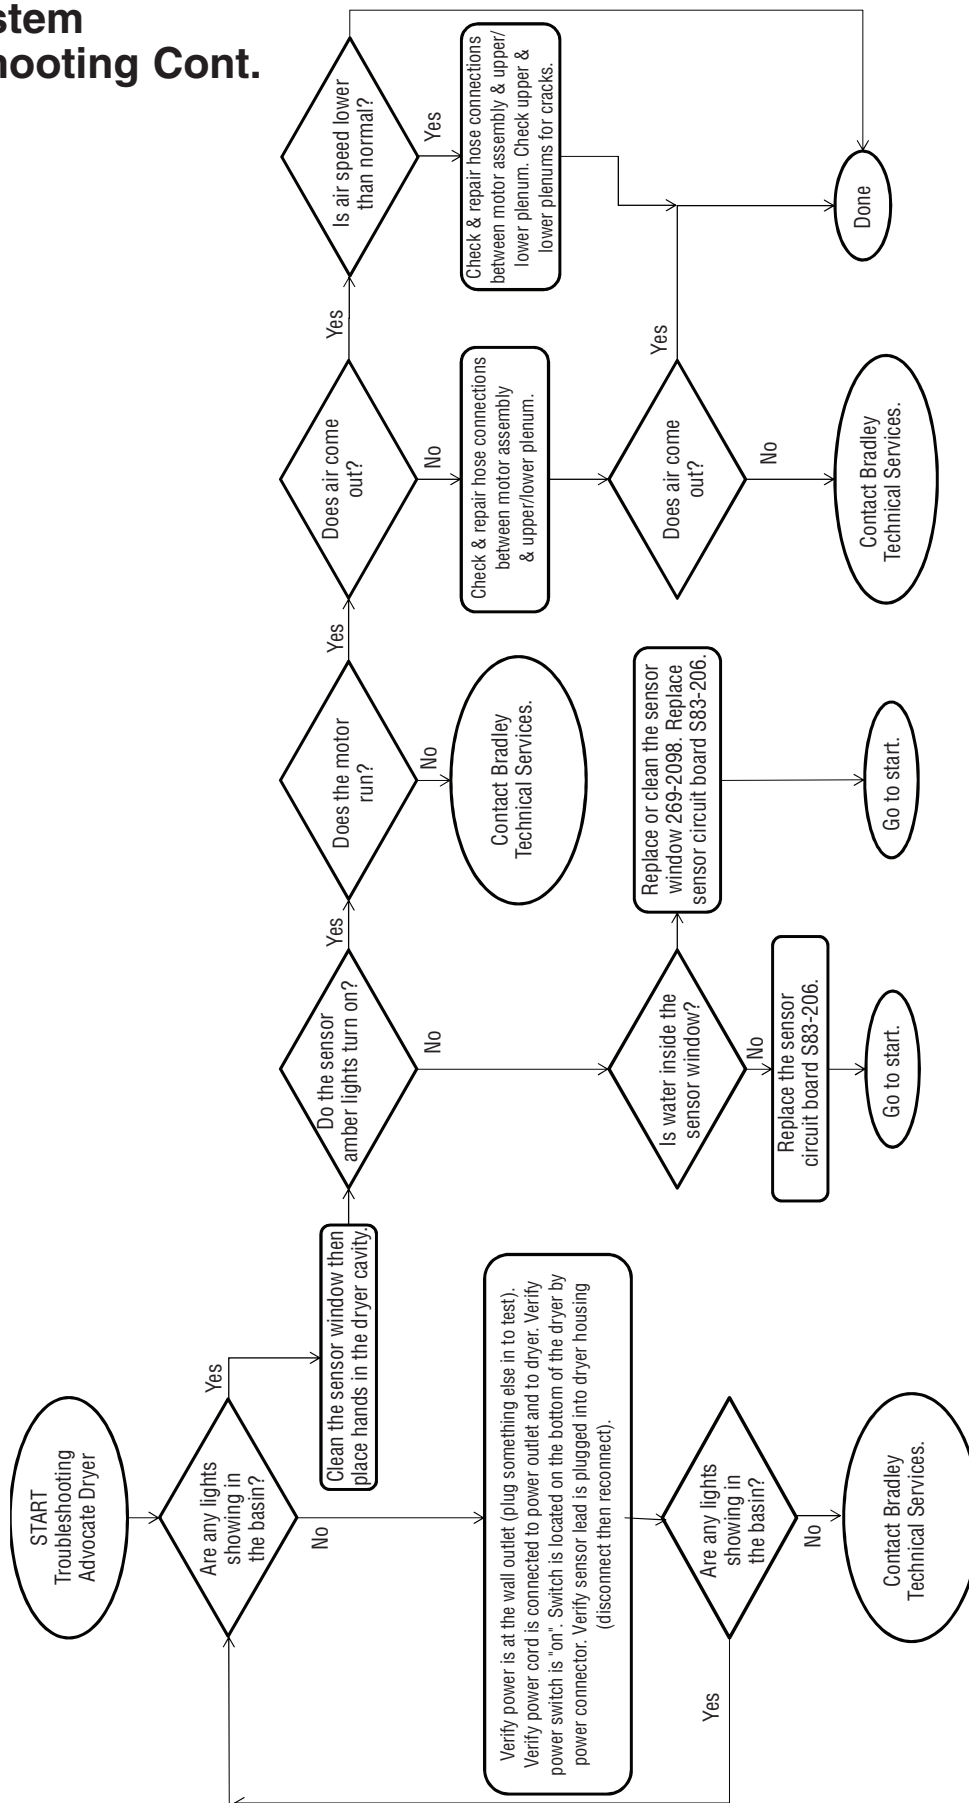 stem
hooting Cont.
START
Troubleshooting
Advocate Dryer
Are any lights
showing in
the basin?
Yes
No
Clean the sensor window then
place hands in the dryer cavity.
Verify power is at the wall outlet (plug something else in to test).
Verify power cord is connected to power outlet and to dryer. Verify
power switch is "on". Switch is located on the bottom of the dryer by
power connector. Verify sensor lead is plugged into dryer housing
(disconnect then reconnect).
Are any lights
showing in
the basin?
Yes
No
Contact Bradley
Technical Services.
Do the sensor
amber lights turn on?
Yes
No
Is water inside the
sensor window?
No
Replace the sensor
circuit board S83-206.
Go to start.
Replace or clean the sensor
window 269-2098. Replace
sensor circuit board S83-206.
Go to start.
Does the motor
run?
Yes
No
Contact Bradley
Technical Services.
Does air come
out?
Yes
No
Check & repair hose connections
between motor assembly
& upper/lower plenum.
Does air come
out?
Yes
No
Contact Bradley
Technical Services.
Is air speed lower
than normal?
Yes
Check & repair hose connections
between motor assembly & upper/
lower plenum. Check upper &
lower plenums for cracks.
Done